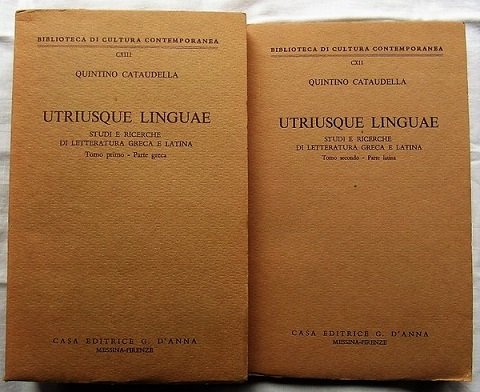 BIBLIOTECA DI CULTURA CONTEMPORANEA
CXIII
QUINTINO CATAUDELLA
UTRIUSQUE LINGUAE
STUDI E RICERCHE
DI LETTERATURA GRECA E LATINA
Tomo primo - Parte greca
CASA EDITRICE G. D'ANNA
MESSINA-FIRENZE
BIBLIOTECA DI CULTURA CONTEMPORANEA
CXII
QUINTINO CATAUDELLA
UTRIUSQUE LINGUAE
STUDI E RICERCHE
DI LETTERATURA GRECA E LATINA
Tomo secondo - Parte latina
CASA EDITRICE G. D'ANNA
MESSINA-FIRENZE